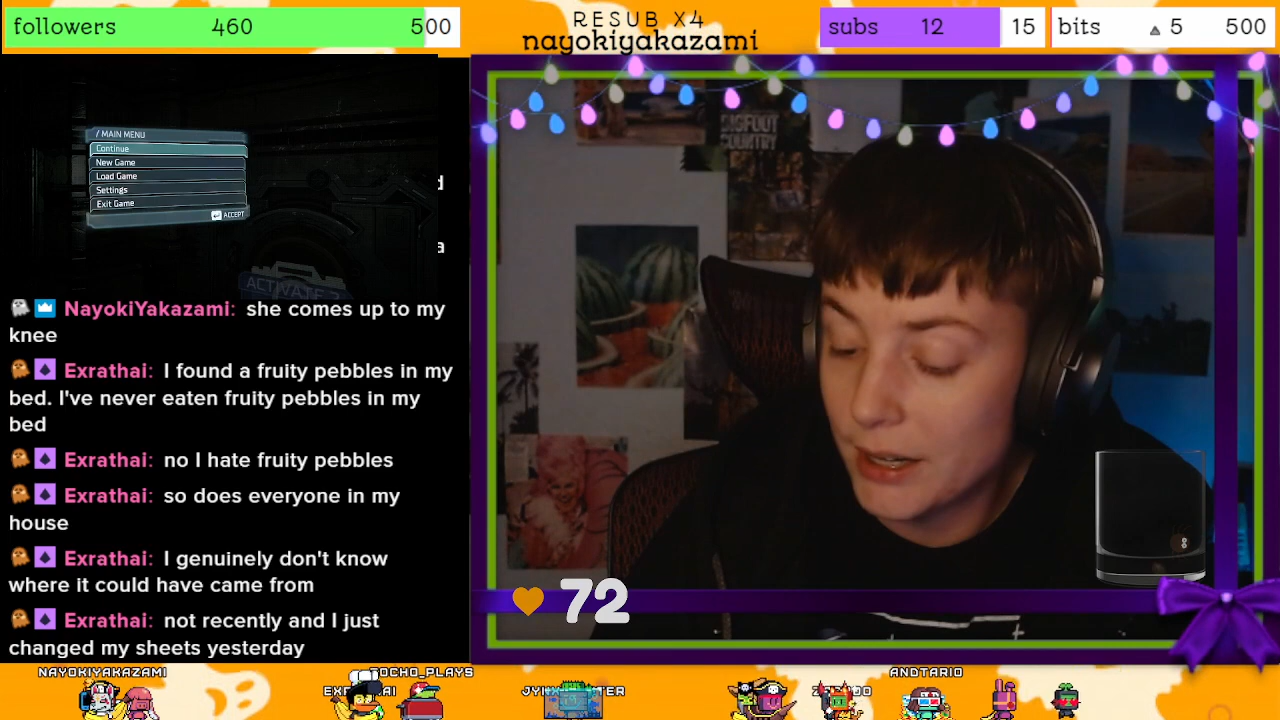 followers 460 500
RESUB X4
nayokiyakazami
subs 12 15
bits 5 500
/ MAIN MENU
Continue
New Game
Load Game
Settings
Exit Game
ACCEPT
d
a
ACTIVATE ?
BIGFOOT
COUNTRY
NayokiYakazami: she comes up to my
knee
Exrathai: I found a fruity pebbles in my
bed. I've never eaten fruity pebbles in my
bed
Exrathai: no I hate fruity pebbles
Exrathai: so does everyone in my
house
Exrathai: I genuinely don't know
where it could have came from
Exrathai: not recently and I just
changed my sheets yesterday
72
NAYOKIYAKAZAMI
TOCHO_PLAYS
ANDTARIO